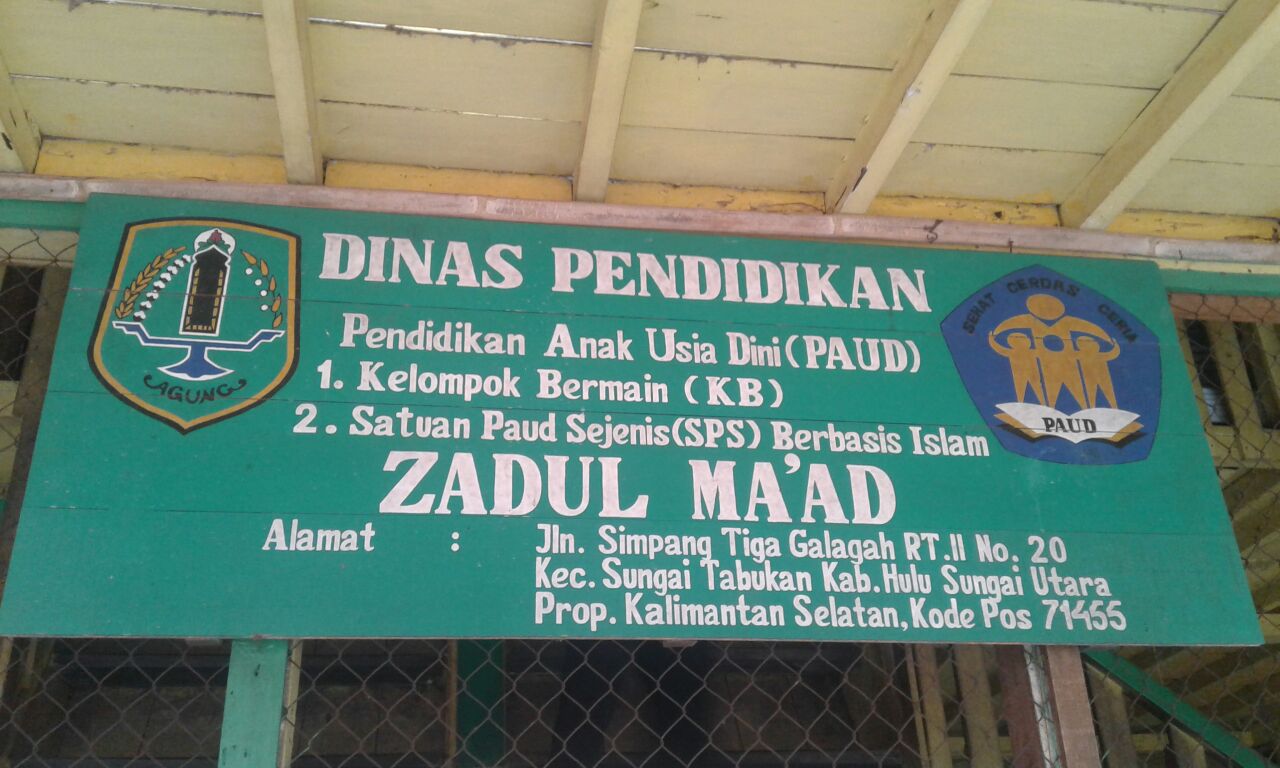 DINAS PENDIDIKAN
Pendidikan Anak Usia Dini (PAUD)
1. Kelompok Bermain (KB)
2. Satuan Paud Sejenis (SPS) Berbasis Islam
ZADUL MA'AD
Alamat : Jln. Simpang Tiga Galagah RT.II No. 20
Kec. Sungai Tabukan Kab. Hulu Sungai Utara
Prop. Kalimantan Selatan, Kode Pos 71455
AGUNG
SEHAT CERDAS CERIA
PAUD